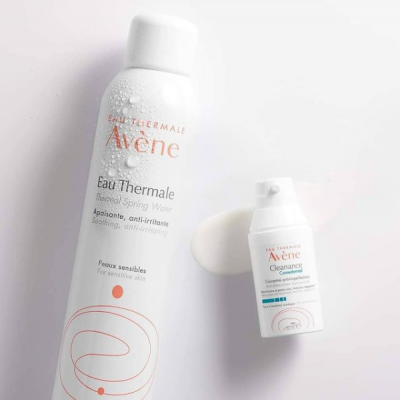 EAU THERMALE
Avène
Eau Thermale
Thermal Spring Water
Apaisante, anti-irritante
Soothing, anti-irritating
Peaux sensibles
For sensitive skin
EAU THERMALE
Avène
Cleanance
Comedomed